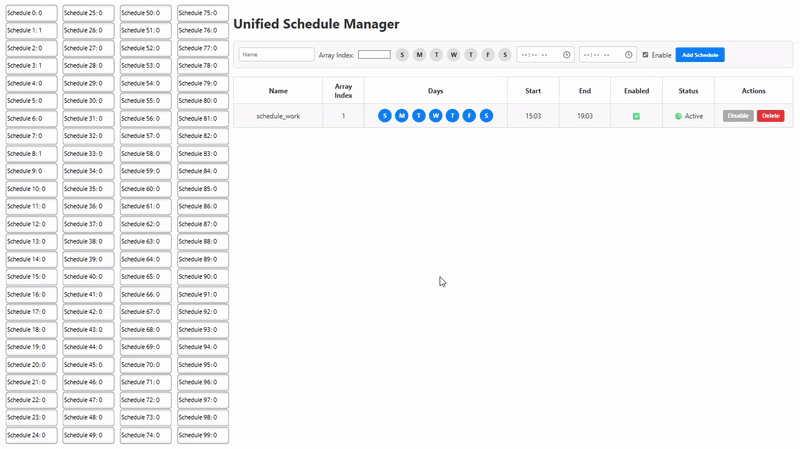 Schedule 0: 0 Schedule 25: 0 Schedule 50: 0 Schedule 75: 0
Schedule 1: 1 Schedule 26: 0 Schedule 51: 0 Schedule 76: 0
Schedule 2: 0 Schedule 27: 0 Schedule 52: 0 Schedule 77: 0
Schedule 3: 1 Schedule 28: 0 Schedule 53: 0 Schedule 78: 0
Schedule 4: 0 Schedule 29: 0 Schedule 54: 0 Schedule 79: 0
Schedule 5: 0 Schedule 30: 0 Schedule 55: 0 Schedule 80: 0
Schedule 6: 0 Schedule 31: 0 Schedule 56: 0 Schedule 81: 0
Schedule 7: 0 Schedule 32: 0 Schedule 57: 0 Schedule 82: 0
Schedule 8: 1 Schedule 33: 0 Schedule 58: 0 Schedule 83: 0
Schedule 9: 0 Schedule 34: 0 Schedule 59: 0 Schedule 84: 0
Schedule 10: 0 Schedule 35: 0 Schedule 60: 0 Schedule 85: 0
Schedule 11: 0 Schedule 36: 0 Schedule 61: 0 Schedule 86: 0
Schedule 12: 0 Schedule 37: 0 Schedule 62: 0 Schedule 87: 0
Schedule 13: 0 Schedule 38: 0 Schedule 63: 0 Schedule 88: 0
Schedule 14: 0 Schedule 39: 0 Schedule 64: 0 Schedule 89: 0
Schedule 15: 0 Schedule 40: 0 Schedule 65: 0 Schedule 90: 0
Schedule 16: 0 Schedule 41: 0 Schedule 66: 0 Schedule 91: 0
Schedule 17: 0 Schedule 42: 0 Schedule 67: 0 Schedule 92: 0
Schedule 18: 0 Schedule 43: 0 Schedule 68: 0 Schedule 93: 0
Schedule 19: 0 Schedule 44: 0 Schedule 69: 0 Schedule 94: 0
Schedule 20: 0 Schedule 45: 0 Schedule 70: 0 Schedule 95: 0
Schedule 21: 0 Schedule 46: 0 Schedule 71: 0 Schedule 96: 0
Schedule 22: 0 Schedule 47: 0 Schedule 72: 0 Schedule 97: 0
Schedule 23: 0 Schedule 48: 0 Schedule 73: 0 Schedule 98: 0
Schedule 24: 0 Schedule 49: 0 Schedule 74: 0 Schedule 99: 0
Unified Schedule Manager
Name Array Index: S M T W T F S --:-- -- --:-- -- Enable Add Schedule
Name Array Index Days Start End Enabled Status Actions
schedule_work 1 S M T W T F S 15:03 19:03 Active Disable Delete